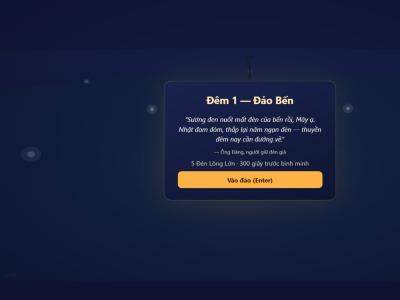 Đêm 1 — Đảo Bến
“Sương đen nuốt mất đèn của bến rồi, Mây ạ.
Nhặt đom đóm, thắp lại năm ngọn đèn — thuyền
đêm nay cần đường về.”
— Ông Đăng, người giữ đèn già
5 Đèn Lồng Lớn · 300 giây trước bình minh
Vào đảo (Enter)